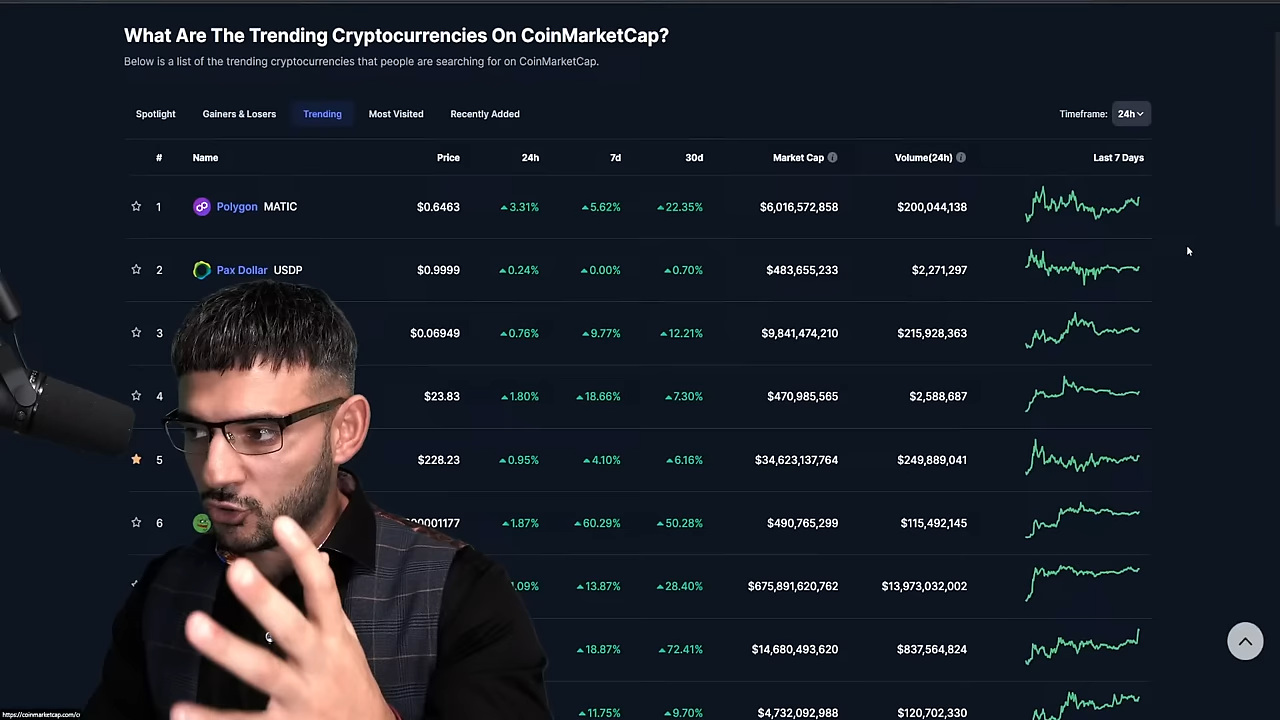 What Are The Trending Cryptocurrencies On CoinMarketCap?
Below is a list of the trending cryptocurrencies that people are searching for on CoinMarketCap.
Spotlight Gainers & Losers Trending Most Visited Recently Added Timeframe: 24h
# Name Price 24h 7d 30d Market Cap Volume(24h) Last 7 Days
1 Polygon MATIC $0.6463 3.31% 5.62% 22.35% $6,016,572,858 $200,044,138
2 Pax Dollar USDP $0.9999 0.24% 0.00% 0.70% $483,655,233 $2,271,297
3 $0.06949 0.76% 9.77% 12.21% $9,841,474,210 $215,928,363
4 $23.83 1.80% 18.66% 7.30% $470,985,565 $2,588,687
5 $228.23 0.95% 4.10% 6.16% $34,623,137,764 $249,889,041
6 1.87% 60.29% 50.28% $490,765,299 $115,492,145
13.87% 28.40% $675,891,620,762 $13,973,032,002
18.87% 72.41% $14,680,493,620 $837,564,824
11.75% 9.70% $4,732,092,988 $120,702,330